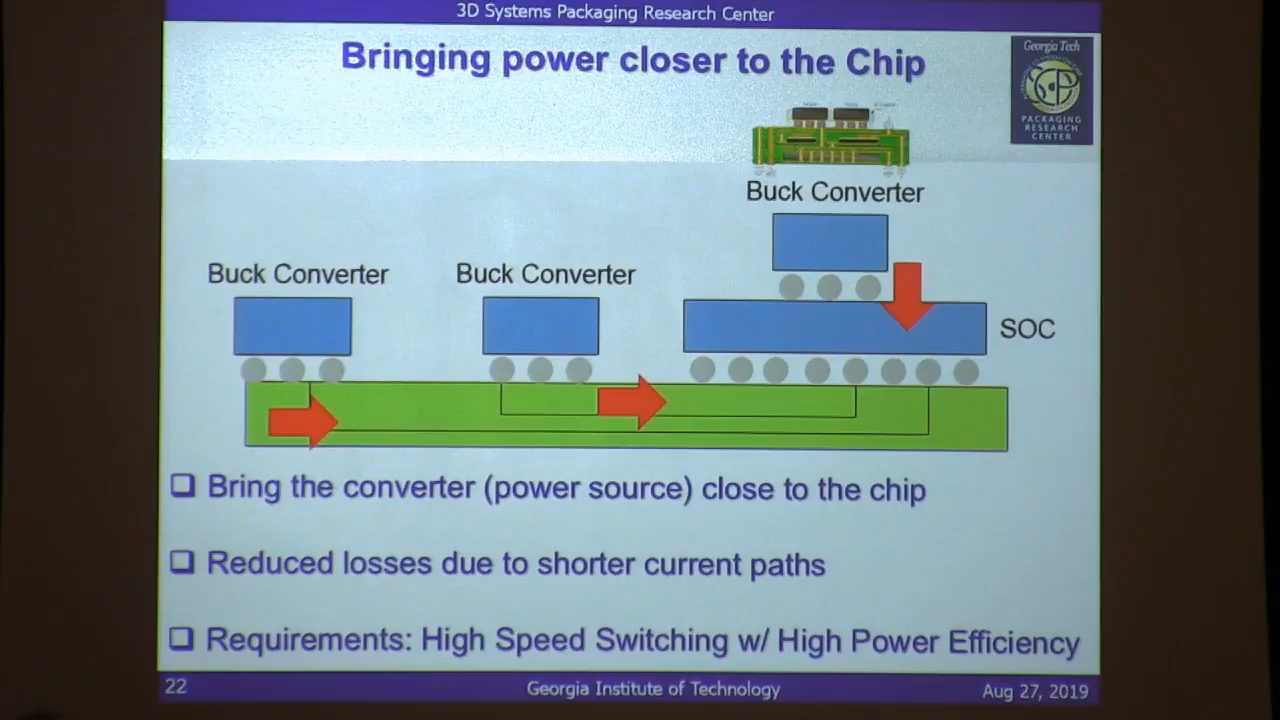 3D Systems Packaging Research Center
Bringing power closer to the Chip
Georgia Tech
PACKAGING
RESEARCH
CENTER
Buck Converter
Buck Converter
Buck Converter
SOC
Bring the converter (power source) close to the chip
Reduced losses due to shorter current paths
Requirements: High Speed Switching w/ High Power Efficiency
22
Georgia Institute of Technology
Aug 27, 2019